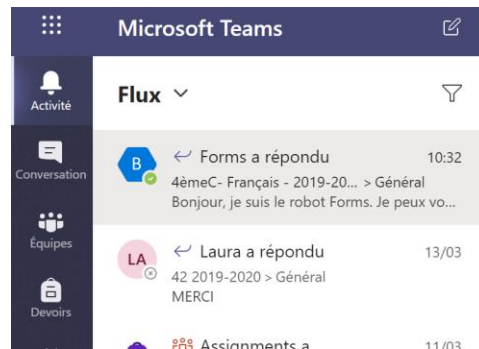 Microsoft Teams
Activité
Flux
B
Forms a répondu 10:32
4èmeC- Français - 2019-20... > Général
Bonjour, je suis le robot Forms. Je peux vo...
Conversation
Équipes
LA
Laura a répondu 13/03
42 2019-2020 > Général
MERCI
Devoirs
Assignments a 11/03